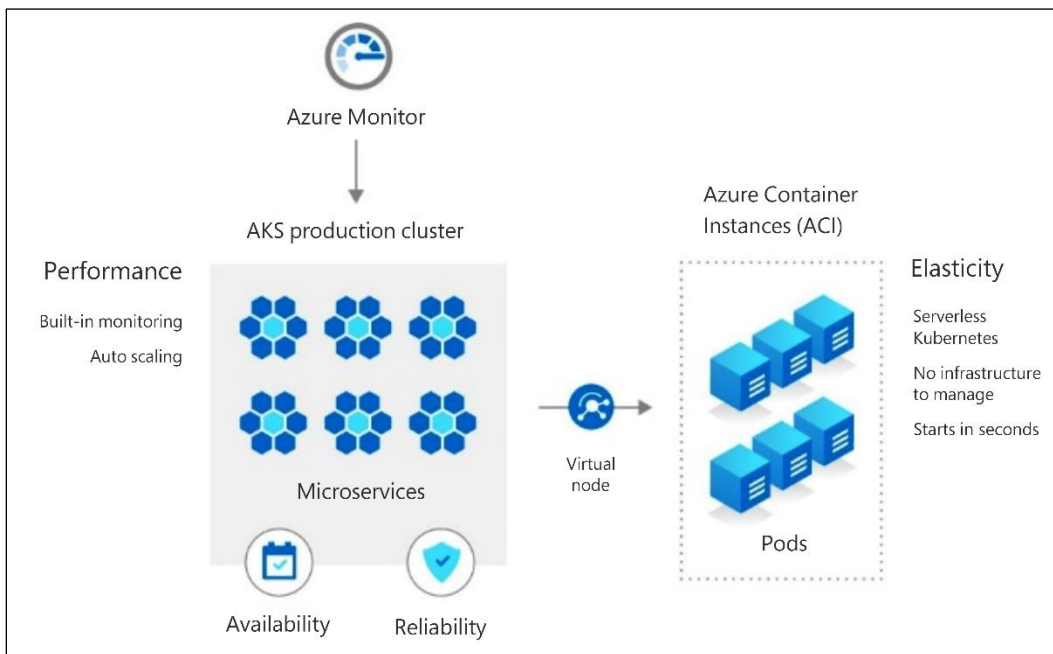 Azure Monitor
AKS production cluster
Performance
Built-in monitoring
Auto scaling
Microservices
Availability
Reliability
Virtual
node
Azure Container
Instances (ACI)
Pods
Elasticity
Serverless
Kubernetes
No infrastructure
to manage
Starts in seconds